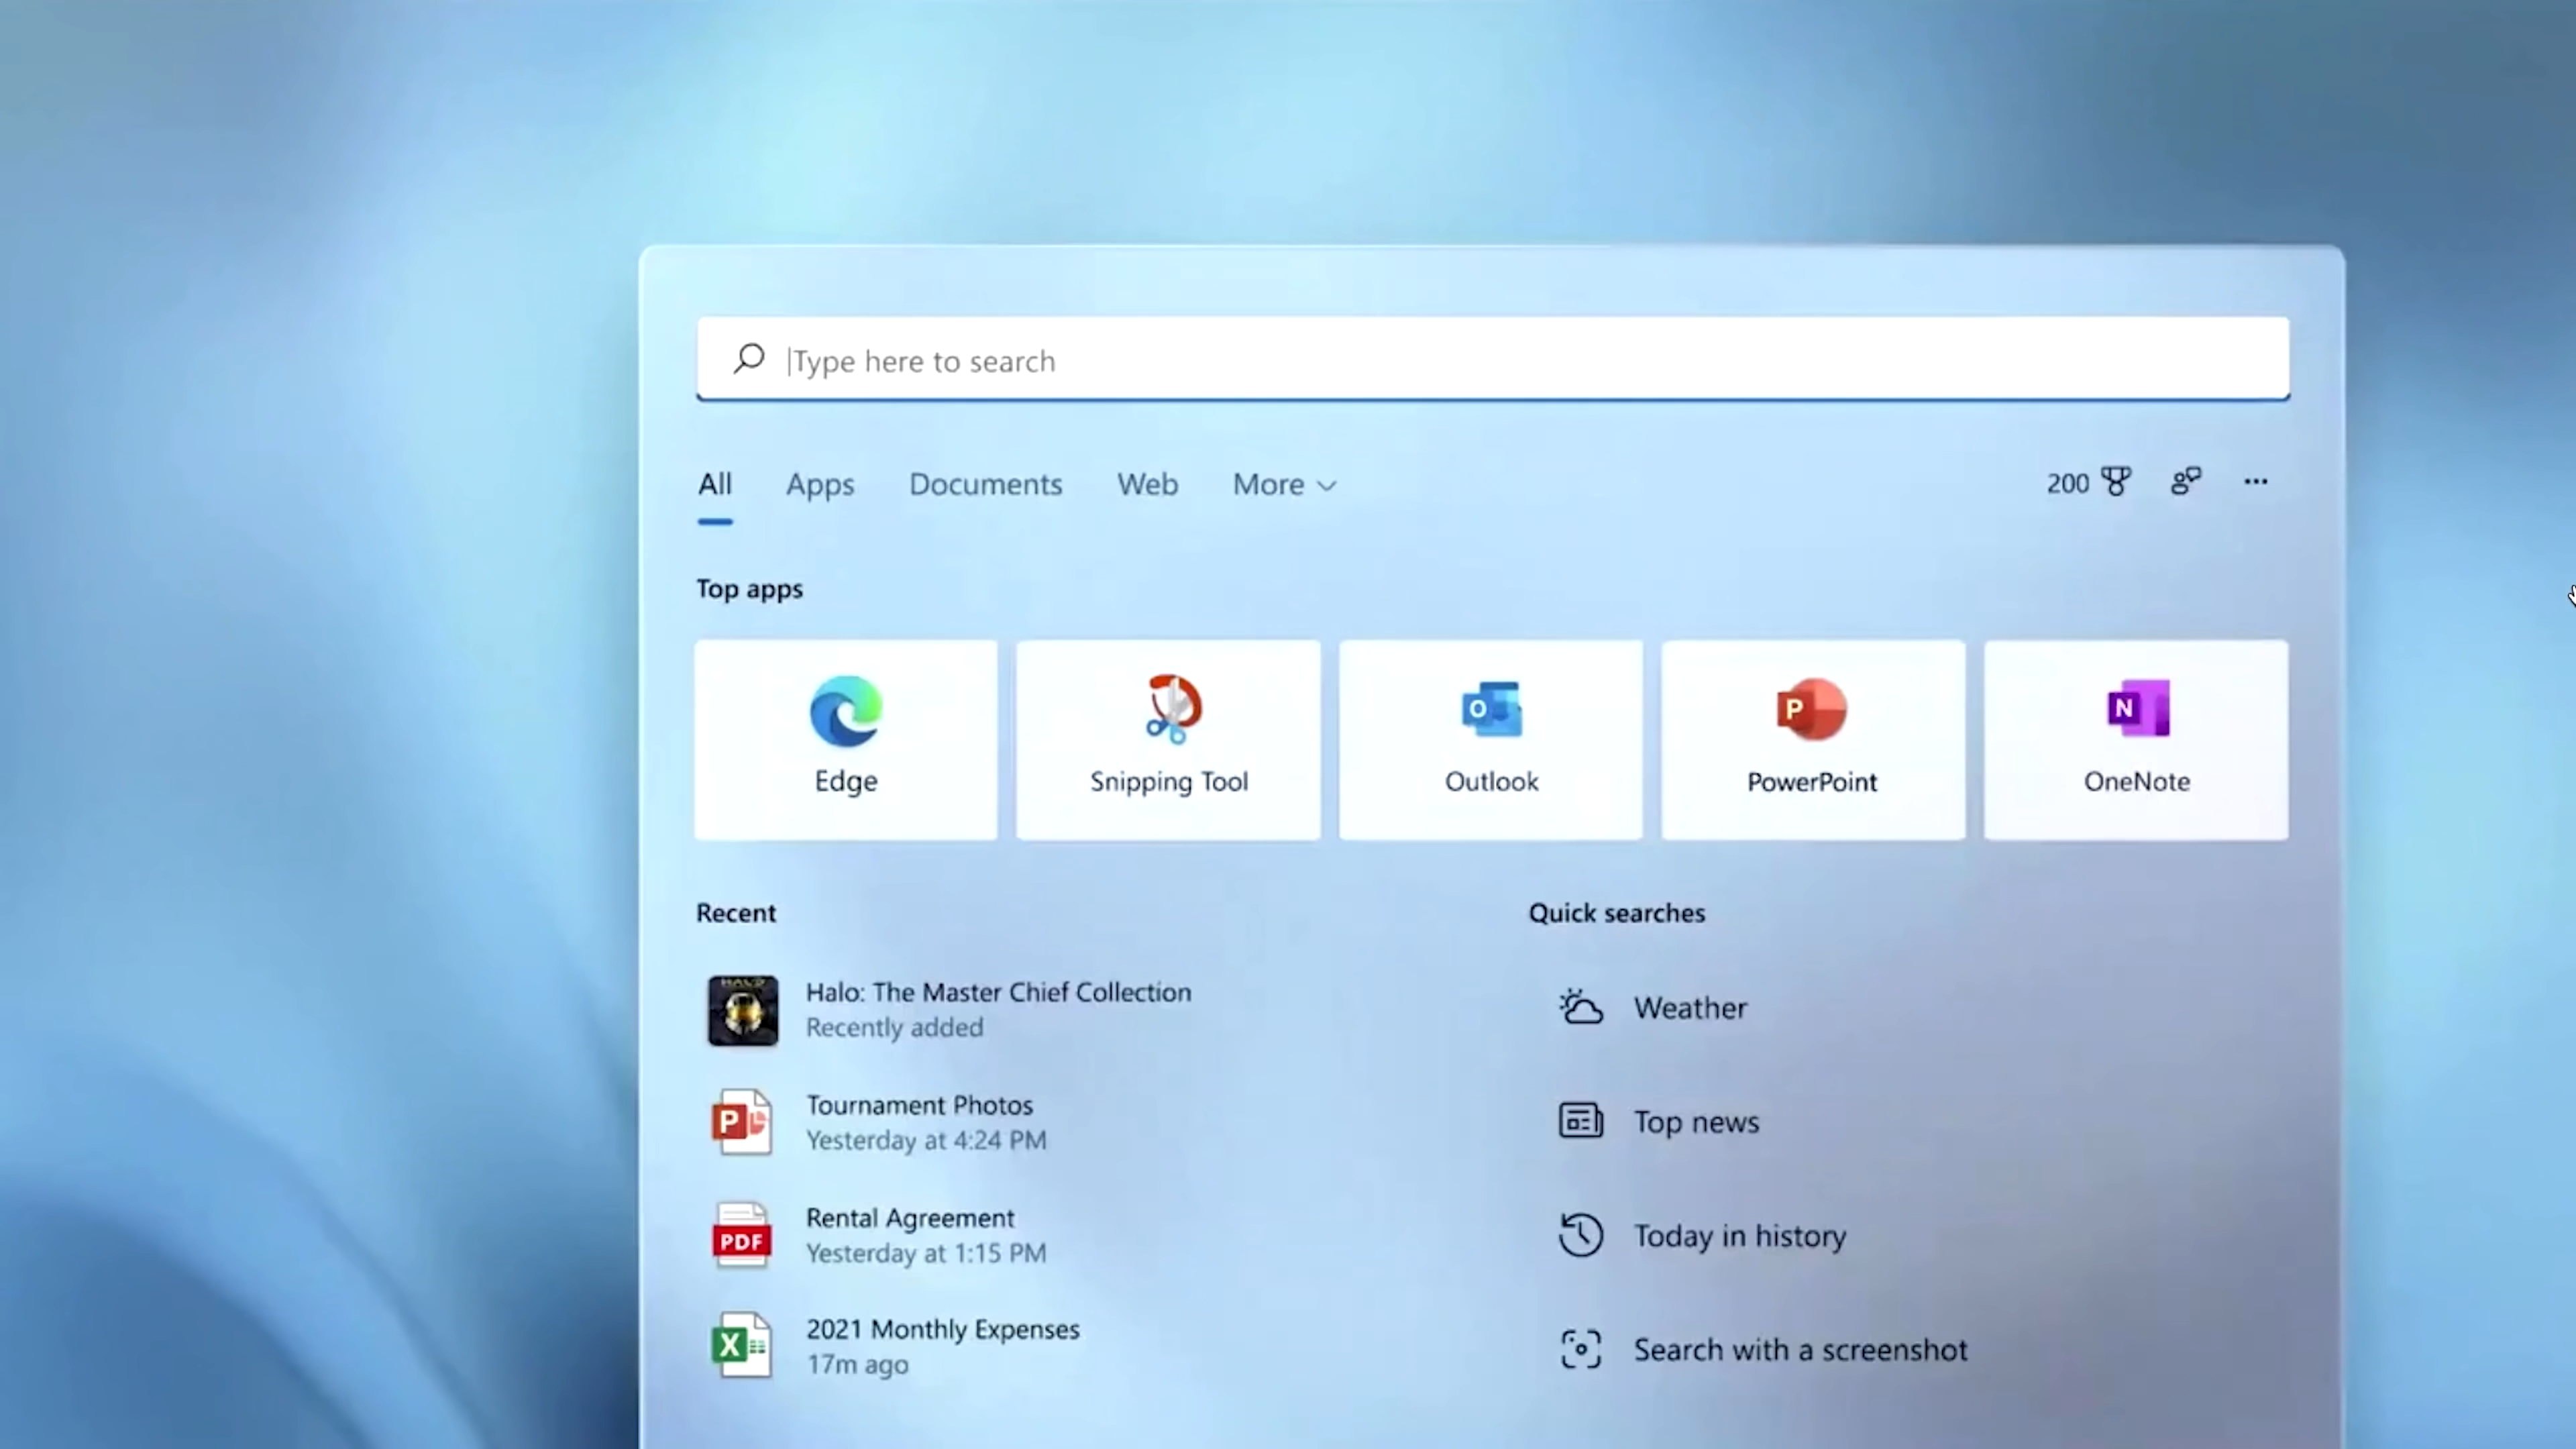 Type here to search
All Apps Documents Web More
200
Top apps
Edge Snipping Tool Outlook PowerPoint OneNote
Recent
Halo: The Master Chief Collection
Recently added
Tournament Photos
Yesterday at 4:24 PM
Rental Agreement
Yesterday at 1:15 PM
2021 Monthly Expenses
17m ago
Quick searches
Weather
Top news
Today in history
Search with a screenshot
O
P
N
HALO
P
PDF
X